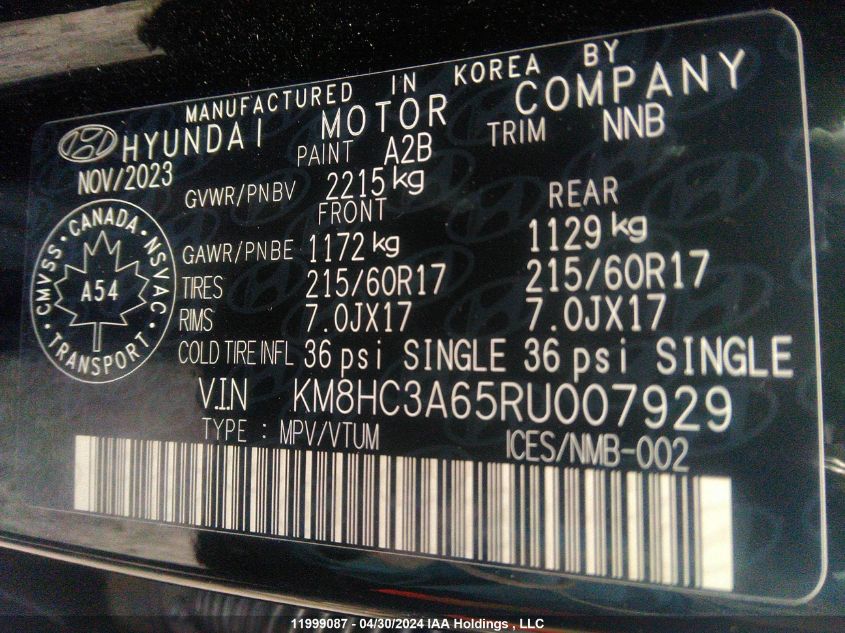 MANUFACTURED IN KOREA BY
HYUNDAI MOTOR COMPANY
NOV/2023 PAINT A2B TRIM NNB
GVWR/PNBV 2215 kg
FRONT REAR
GAWR/PNBE 1172 kg 1129 kg
TIRES 215/60R17 215/60R17
RIMS 7.0JX17 7.0JX17
COLD TIRE INFL 36 psi SINGLE 36 psi SINGLE
V.I.N KM8HC3A65RU007929
TYPE : MPV/VTUM ICES/NMB-002
CMVSS · CANADA · NSVAC · TRANSPORT ·
A54
11999087 - 04/30/2024 IAA Holdings , LLC